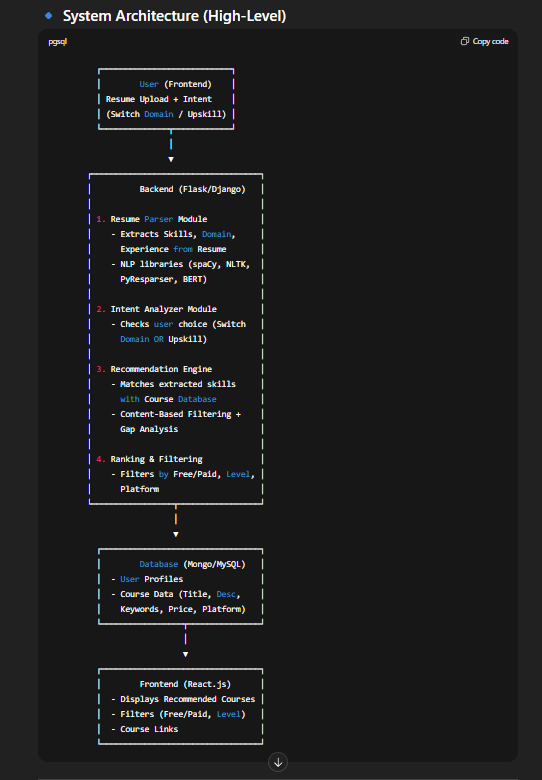 System Architecture (High-Level)
pgsql
Copy code
User (Frontend)
Resume Upload + Intent
(Switch Domain / Upskill)
Backend (Flask/Django)
1. Resume Parser Module
- Extracts Skills, Domain,
Experience from Resume
- NLP libraries (spaCy, NLTK,
PyResparser, BERT)
2. Intent Analyzer Module
- Checks user choice (Switch
Domain OR Upskill)
3. Recommendation Engine
- Matches extracted skills
with Course Database
- Content-Based Filtering +
Gap Analysis
4. Ranking & Filtering
- Filters by Free/Paid, Level,
Platform
Database (Mongo/MySQL)
- User Profiles
- Course Data (Title, Desc,
Keywords, Price, Platform)
Frontend (React.js)
- Displays Recommended Courses
- Filters (Free/Paid, Level)
- Course Links